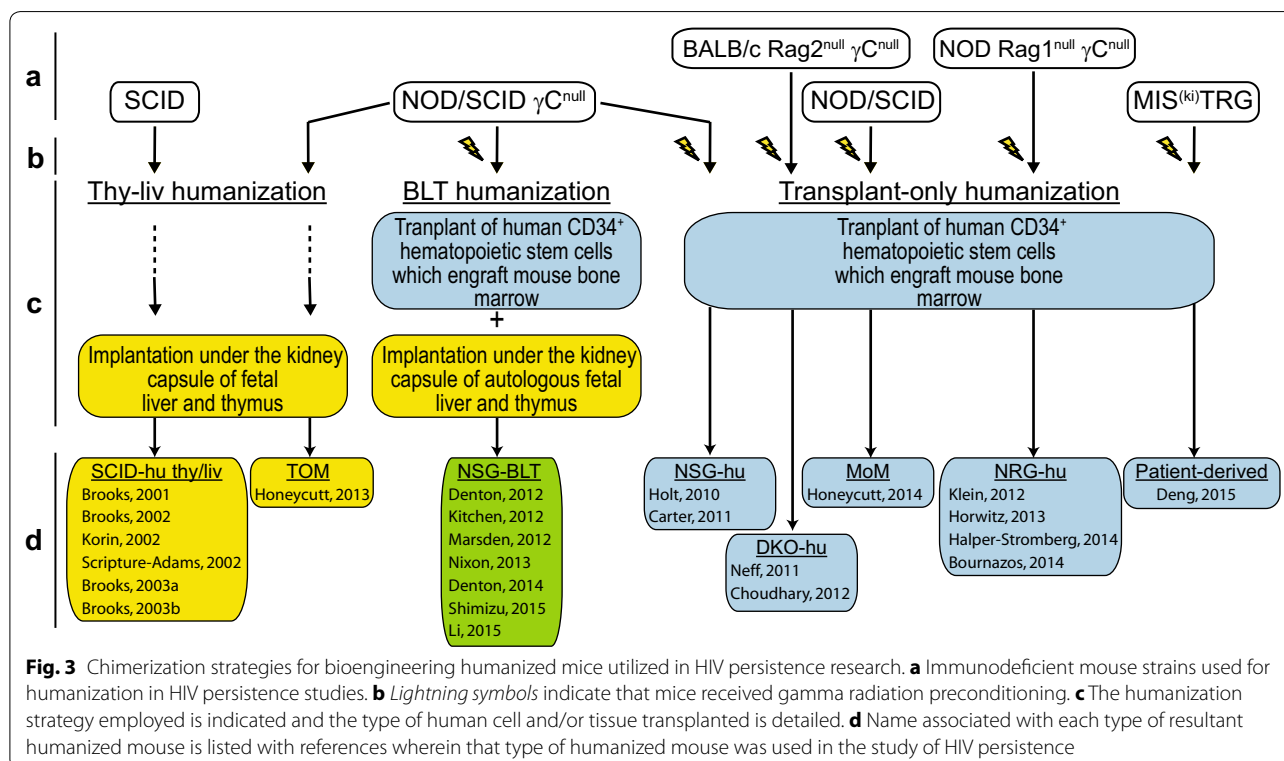 BALB/c Rag2null γCnull
NOD Rag1null γCnull
a
SCID
NOD/SCID γCnull
NOD/SCID
MIS(ki)TRG
b
Thy-liv humanization
BLT humanization
Transplant-only humanization
c
Tranplant of human CD34+
hematopoietic stem cells
which engraft mouse bone
marrow
Tranplant of human CD34+
hematopoietic stem cells
which engraft mouse bone
marrow
+
Implantation under the kidney
capsule of fetal
liver and thymus
Implantation under the kidney
capsule of autologous fetal
liver and thymus
d
SCID-hu thy/liv
Brooks, 2001
Brooks, 2002
Korin, 2002
Scripture-Adams, 2002
Brooks, 2003a
Brooks, 2003b
TOM
Honeycutt, 2013
NSG-BLT
Denton, 2012
Kitchen, 2012
Marsden, 2012
Nixon, 2013
Denton, 2014
Shimizu, 2015
Li, 2015
NSG-hu
Holt, 2010
Carter, 2011
DKO-hu
Neff, 2011
Choudhary, 2012
MoM
Honeycutt, 2014
NRG-hu
Klein, 2012
Horwitz, 2013
Halper-Stromberg, 2014
Bournazos, 2014
Patient-derived
Deng, 2015
Fig. 3 Chimerization strategies for bioengineering humanized mice utilized in HIV persistence research. a Immunodeficient mouse strains used for
humanization in HIV persistence studies. b Lightning symbols indicate that mice received gamma radiation preconditioning. c The humanization
strategy employed is indicated and the type of human cell and/or tissue transplanted is detailed. d Name associated with each type of resultant
humanized mouse is listed with references wherein that type of humanized mouse was used in the study of HIV persistence